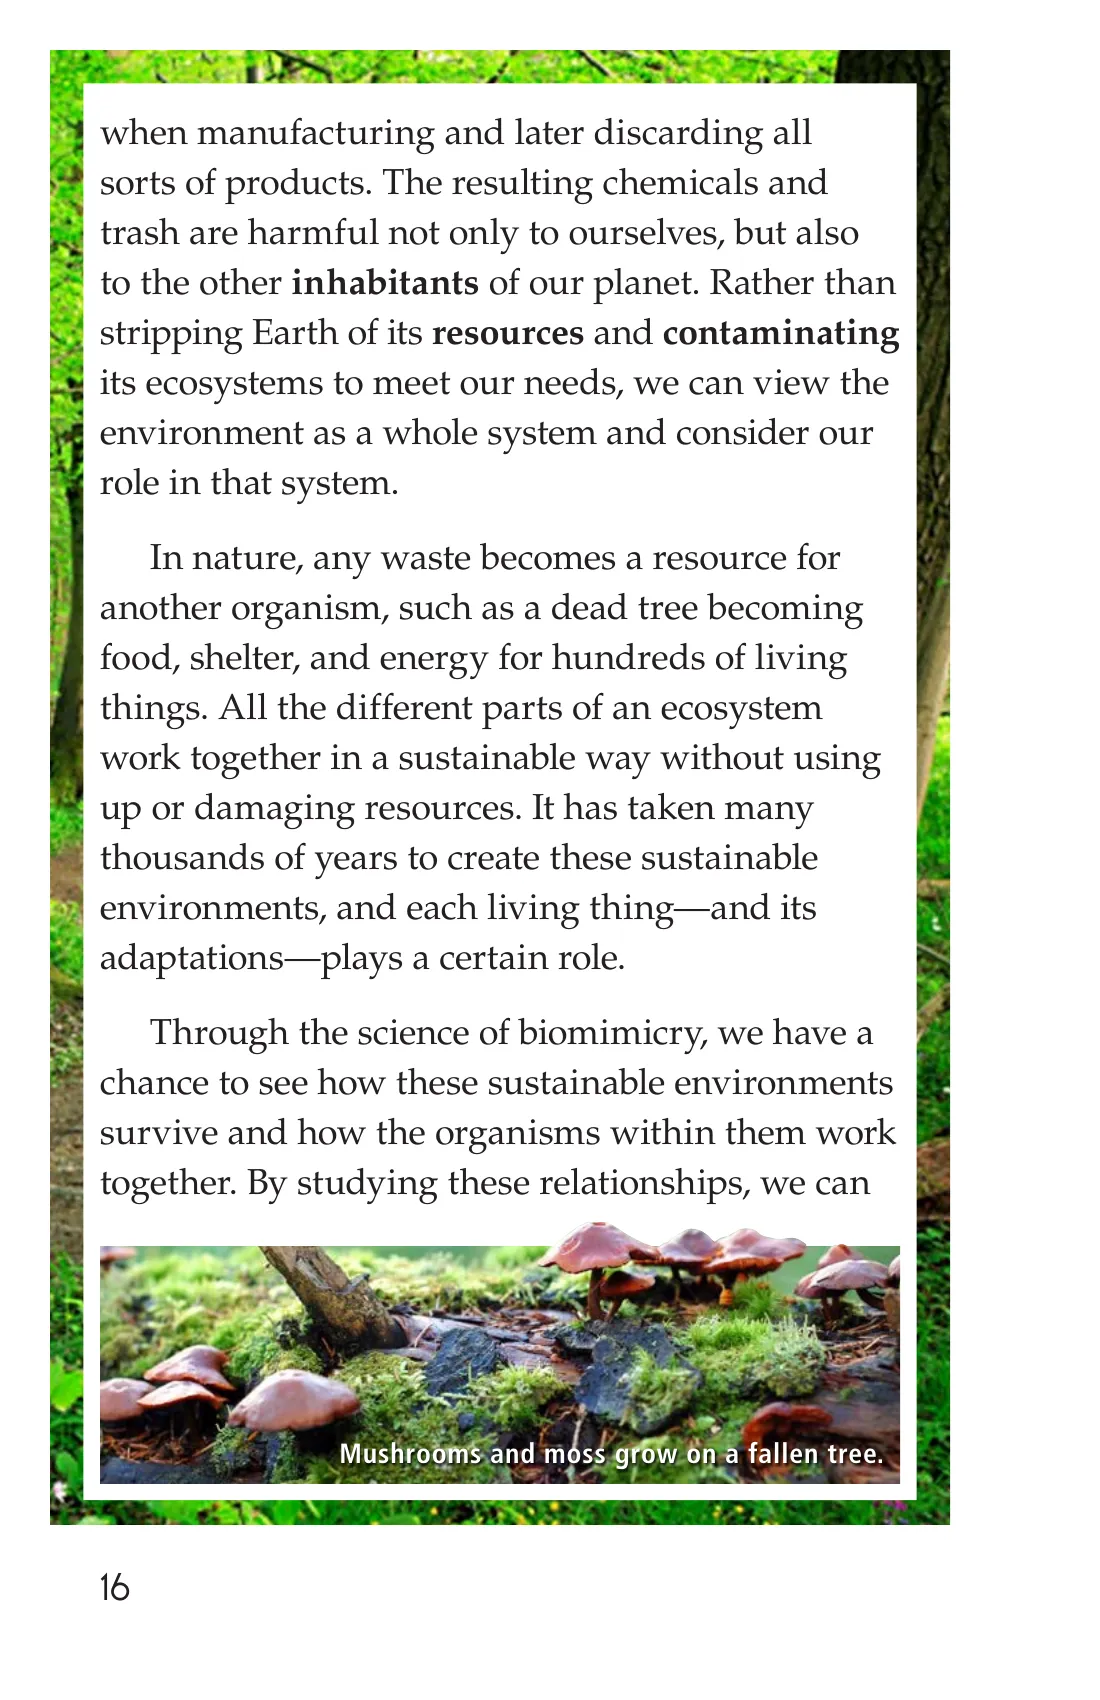 when manufacturing and later discarding all
sorts of products. The resulting chemicals and
trash are harmful not only to ourselves, but also
to the other inhabitants of our planet. Rather than
stripping Earth of its resources and contaminating
its ecosystems to meet our needs, we can view the
environment as a whole system and consider our
role in that system.
In nature, any waste becomes a resource for
another organism, such as a dead tree becoming
food, shelter, and energy for hundreds of living
things. All the different parts of an ecosystem
work together in a sustainable way without using
up or damaging resources. It has taken many
thousands of years to create these sustainable
environments, and each living thing—and its
adaptations—plays a certain role.
Through the science of biomimicry, we have a
chance to see how these sustainable environments
survive and how the organisms within them work
together. By studying these relationships, we can
Mushrooms and moss grow on a fallen tree.
16